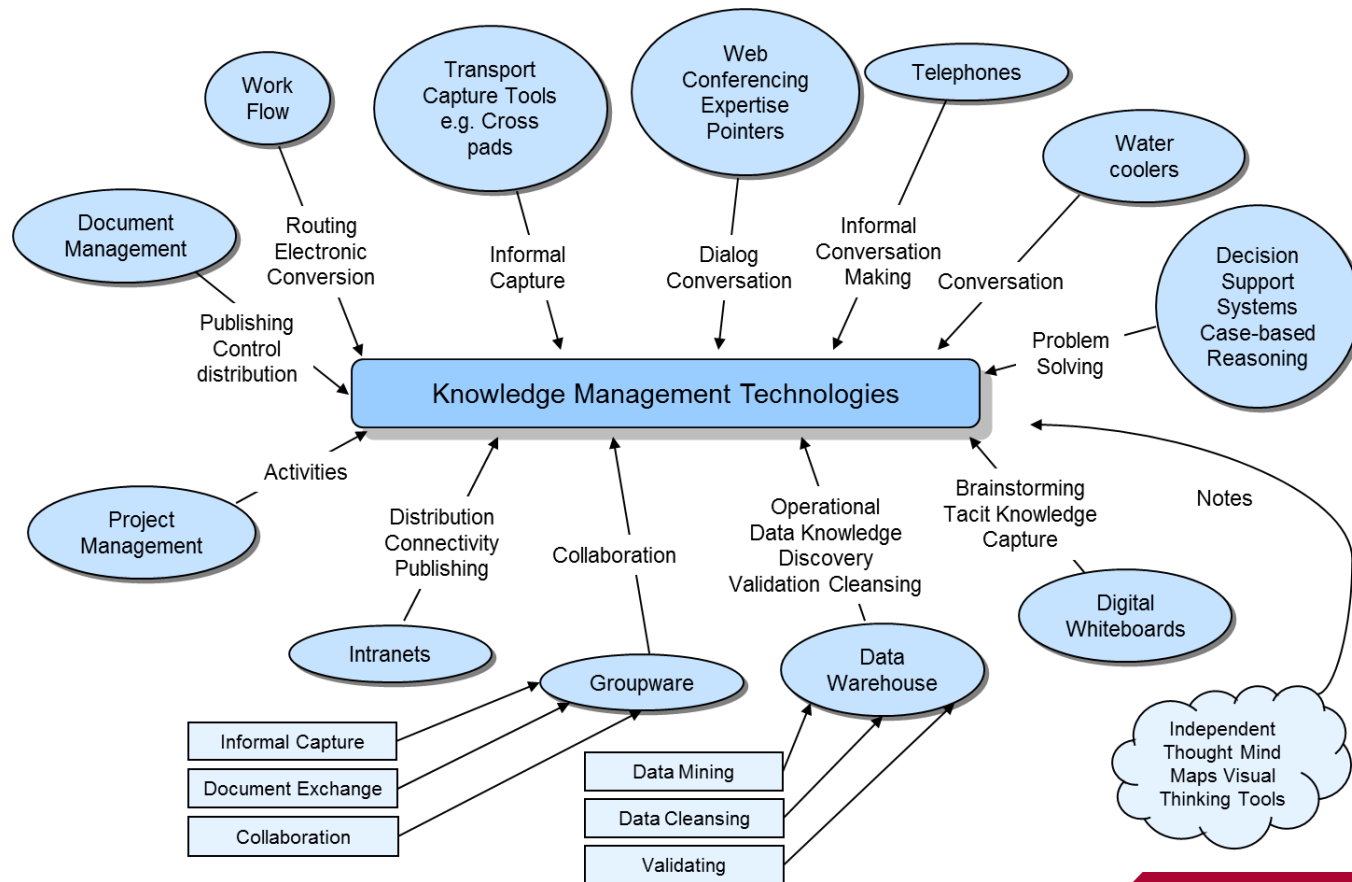 Work
Flow
Transport
Capture Tools
e.g. Cross
pads
Web
Conferencing
Expertise
Pointers
Telephones
Water
coolers
Document
Management
Routing
Electronic
Conversion
Informal
Capture
Dialog
Conversation
Informal
Conversation
Making
Conversation
Decision
Support
Systems
Case-based
Reasoning
Publishing
Control
distribution
Problem
Solving
Knowledge Management Technologies
Activities
Project
Management
Distribution
Connectivity
Publishing
Collaboration
Operational
Data Knowledge
Discovery
Validation Cleansing
Brainstorming
Tacit Knowledge
Capture
Notes
Intranets
Groupware
Data
Warehouse
Digital
Whiteboards
Informal Capture
Document Exchange
Collaboration
Data Mining
Data Cleansing
Validating
Independent
Thought Mind
Maps Visual
Thinking Tools